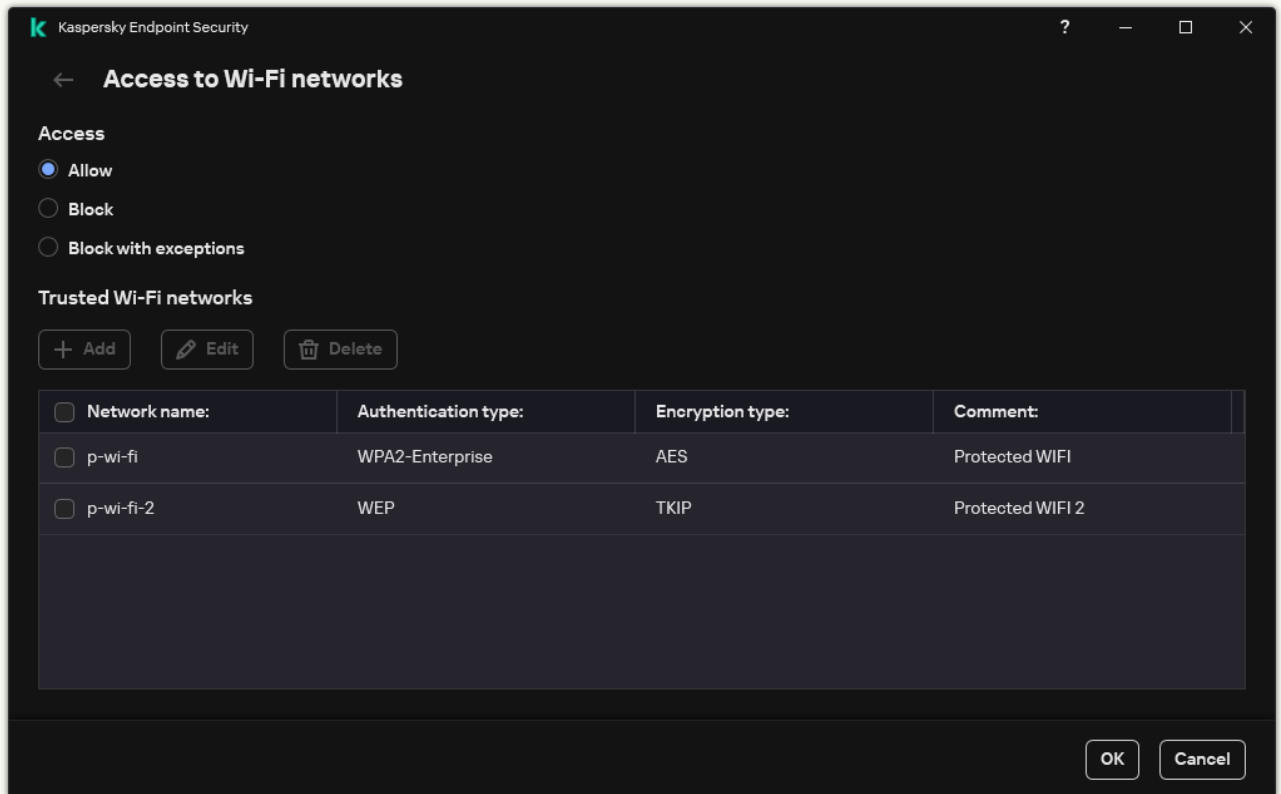 Kaspersky Endpoint Security ?
Access to Wi-Fi networks
Access
Allow
Block
Block with exceptions
Trusted Wi-Fi networks
Add Edit Delete
Network name: Authentication type: Encryption type: Comment:
p-wi-fi WPA2-Enterprise AES Protected WIFI
p-wi-fi-2 WEP TKIP Protected WIFI 2
OK Cancel